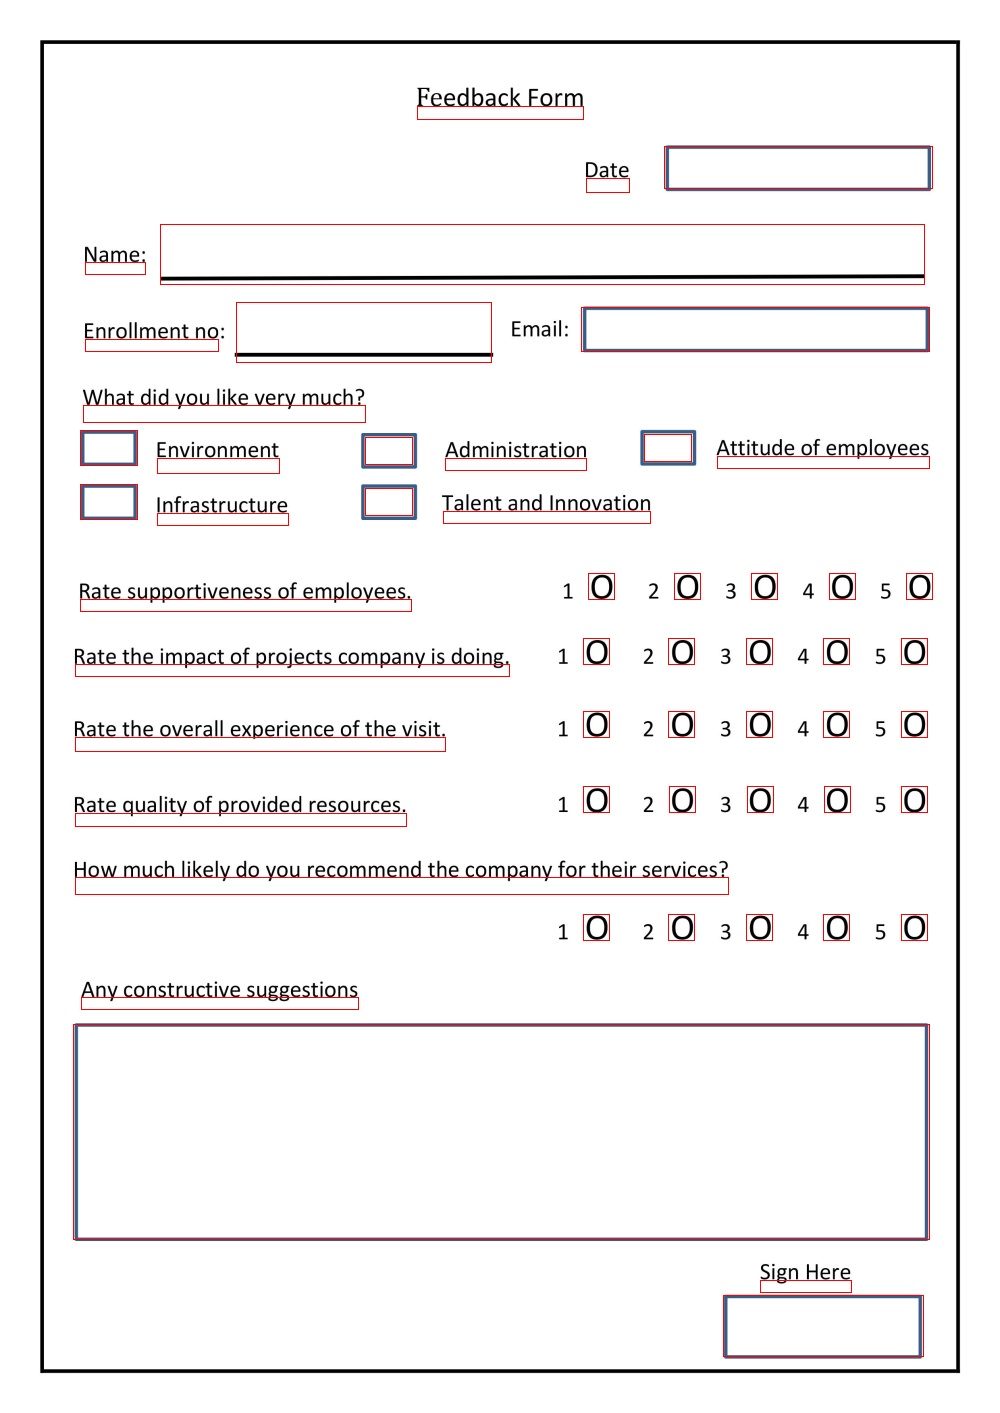 Feedback Form
Date
Name:
Enrollment no: Email:
What did you like very much?
Environment Administration Attitude of employees
Infrastructure Talent and Innovation
Rate supportiveness of employees. 1 O 2 O 3 O 4 O 5 O
Rate the impact of projects company is doing. 1 O 2 O 3 O 4 O 5 O
Rate the overall experience of the visit. 1 O 2 O 3 O 4 O 5 O
Rate quality of provided resources. 1 O 2 O 3 O 4 O 5 O
How much likely do you recommend the company for their services?
1 O 2 O 3 O 4 O 5 O
Any constructive suggestions
Sign Here